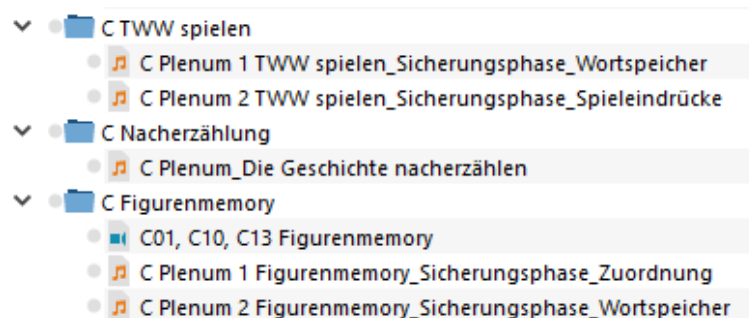 C TWW spielen
C Plenum 1 TWW spielen_Sicherungsphase_Wortspeicher
C Plenum 2 TWW spielen_Sicherungsphase_Spieleindrücke
C Nacherzählung
C Plenum_Die Geschichte nacherzählen
C Figurenmemory
C01, C10, C13 Figurenmemory
C Plenum 1 Figurenmemory_Sicherungsphase_Zuordnung
C Plenum 2 Figurenmemory_Sicherungsphase_Wortspeicher